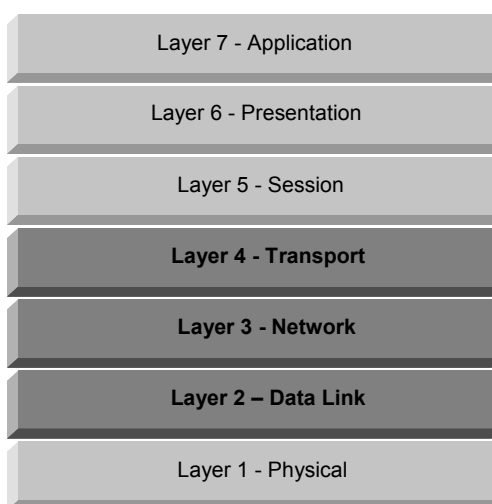 Layer 7 - Application
Layer 6 - Presentation
Layer 5 - Session
Layer 4 - Transport
Layer 3 - Network
Layer 2 – Data Link
Layer 1 - Physical